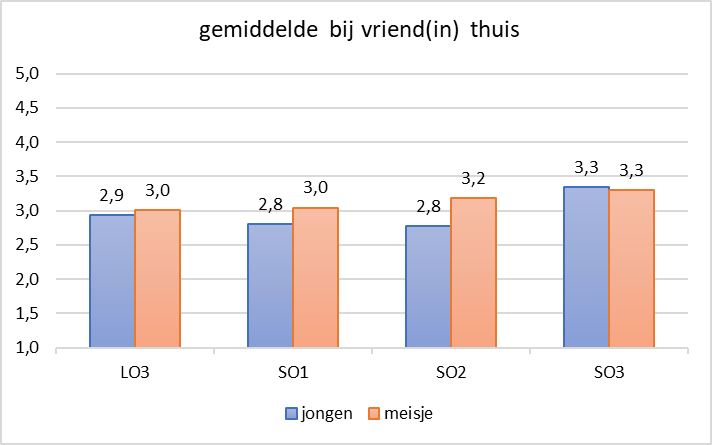 gemiddelde bij vriend(in) thuis
5,0
4,5
4,0
3,5
3,0
2,5
2,0
1,5
1,0
2,9
3,0
2,8
3,0
2,8
3,2
3,3
3,3
LO3
SO1
SO2
SO3
jongen
meisje